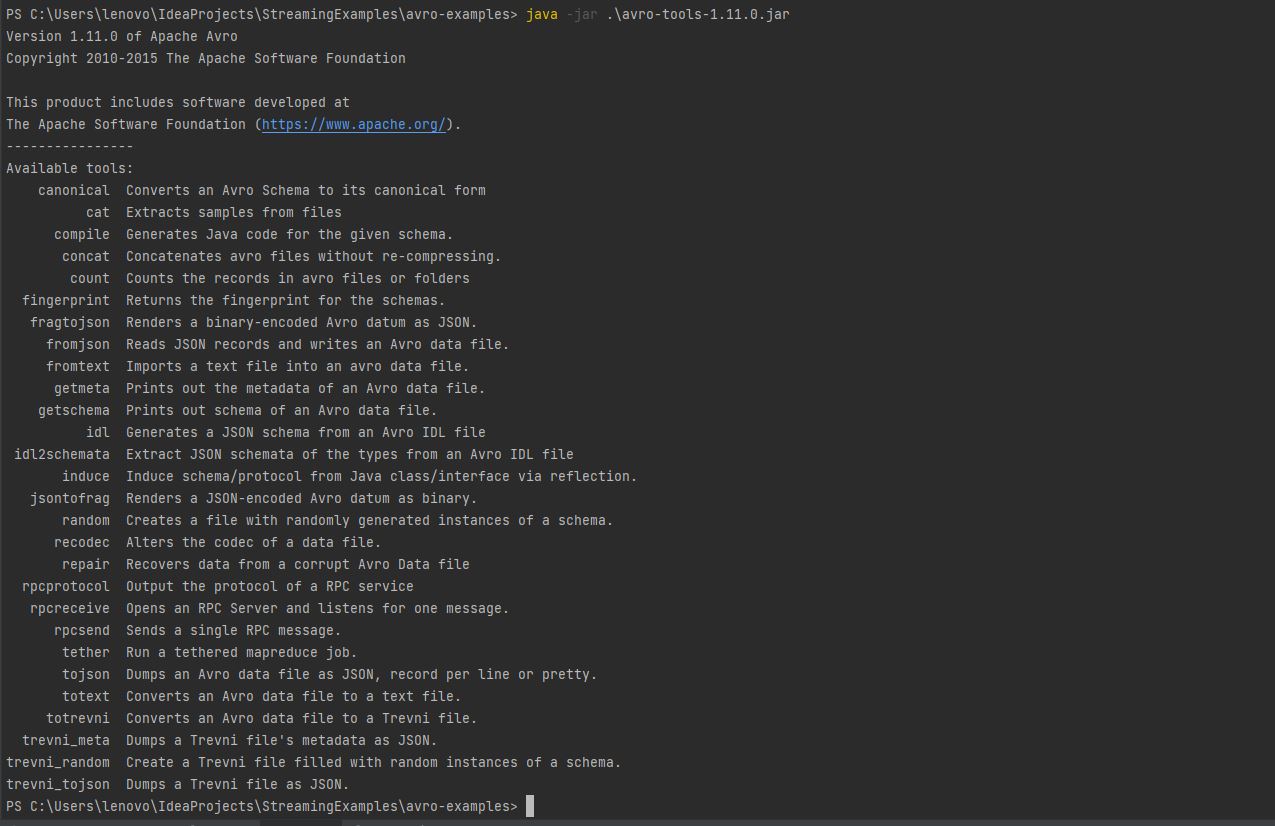 PS C:\Users\lenovo\IdeaProjects\StreamingExamples\avro-examples> java -jar .\avro-tools-1.11.0.jar
Version 1.11.0 of Apache Avro
Copyright 2010-2015 The Apache Software Foundation
This product includes software developed at
The Apache Software Foundation (https://www.apache.org/).
----------------
Available tools:
canonical  Converts an Avro Schema to its canonical form
cat  Extracts samples from files
compile  Generates Java code for the given schema.
concat  Concatenates avro files without re-compressing.
count  Counts the records in avro files or folders
fingerprint  Returns the fingerprint for the schemas.
fragtojson  Renders a binary-encoded Avro datum as JSON.
fromjson  Reads JSON records and writes an Avro data file.
fromtext  Imports a text file into an avro data file.
getmeta  Prints out the metadata of an Avro data file.
getschema  Prints out schema of an Avro data file.
idl  Generates a JSON schema from an Avro IDL file
idl2schemata  Extract JSON schemata of the types from an Avro IDL file
induce  Induce schema/protocol from Java class/interface via reflection.
jsontofrag  Renders a JSON-encoded Avro datum as binary.
random  Creates a file with randomly generated instances of a schema.
recodec  Alters the codec of a data file.
repair  Recovers data from a corrupt Avro Data file
rpcprotocol  Output the protocol of a RPC service
rpcreceive  Opens an RPC Server and listens for one message.
rpcsend  Sends a single RPC message.
tether  Run a tethered mapreduce job.
tojson  Dumps an Avro data file as JSON, record per line or pretty.
totext  Converts an Avro data file to a text file.
totrevni  Converts an Avro data file to a Trevni file.
trevni_meta  Dumps a Trevni file's metadata as JSON.
trevni_random  Create a Trevni file filled with random instances of a schema.
trevni_tojson  Dumps a Trevni file as JSON.
PS C:\Users\lenovo\IdeaProjects\StreamingExamples\avro-examples>